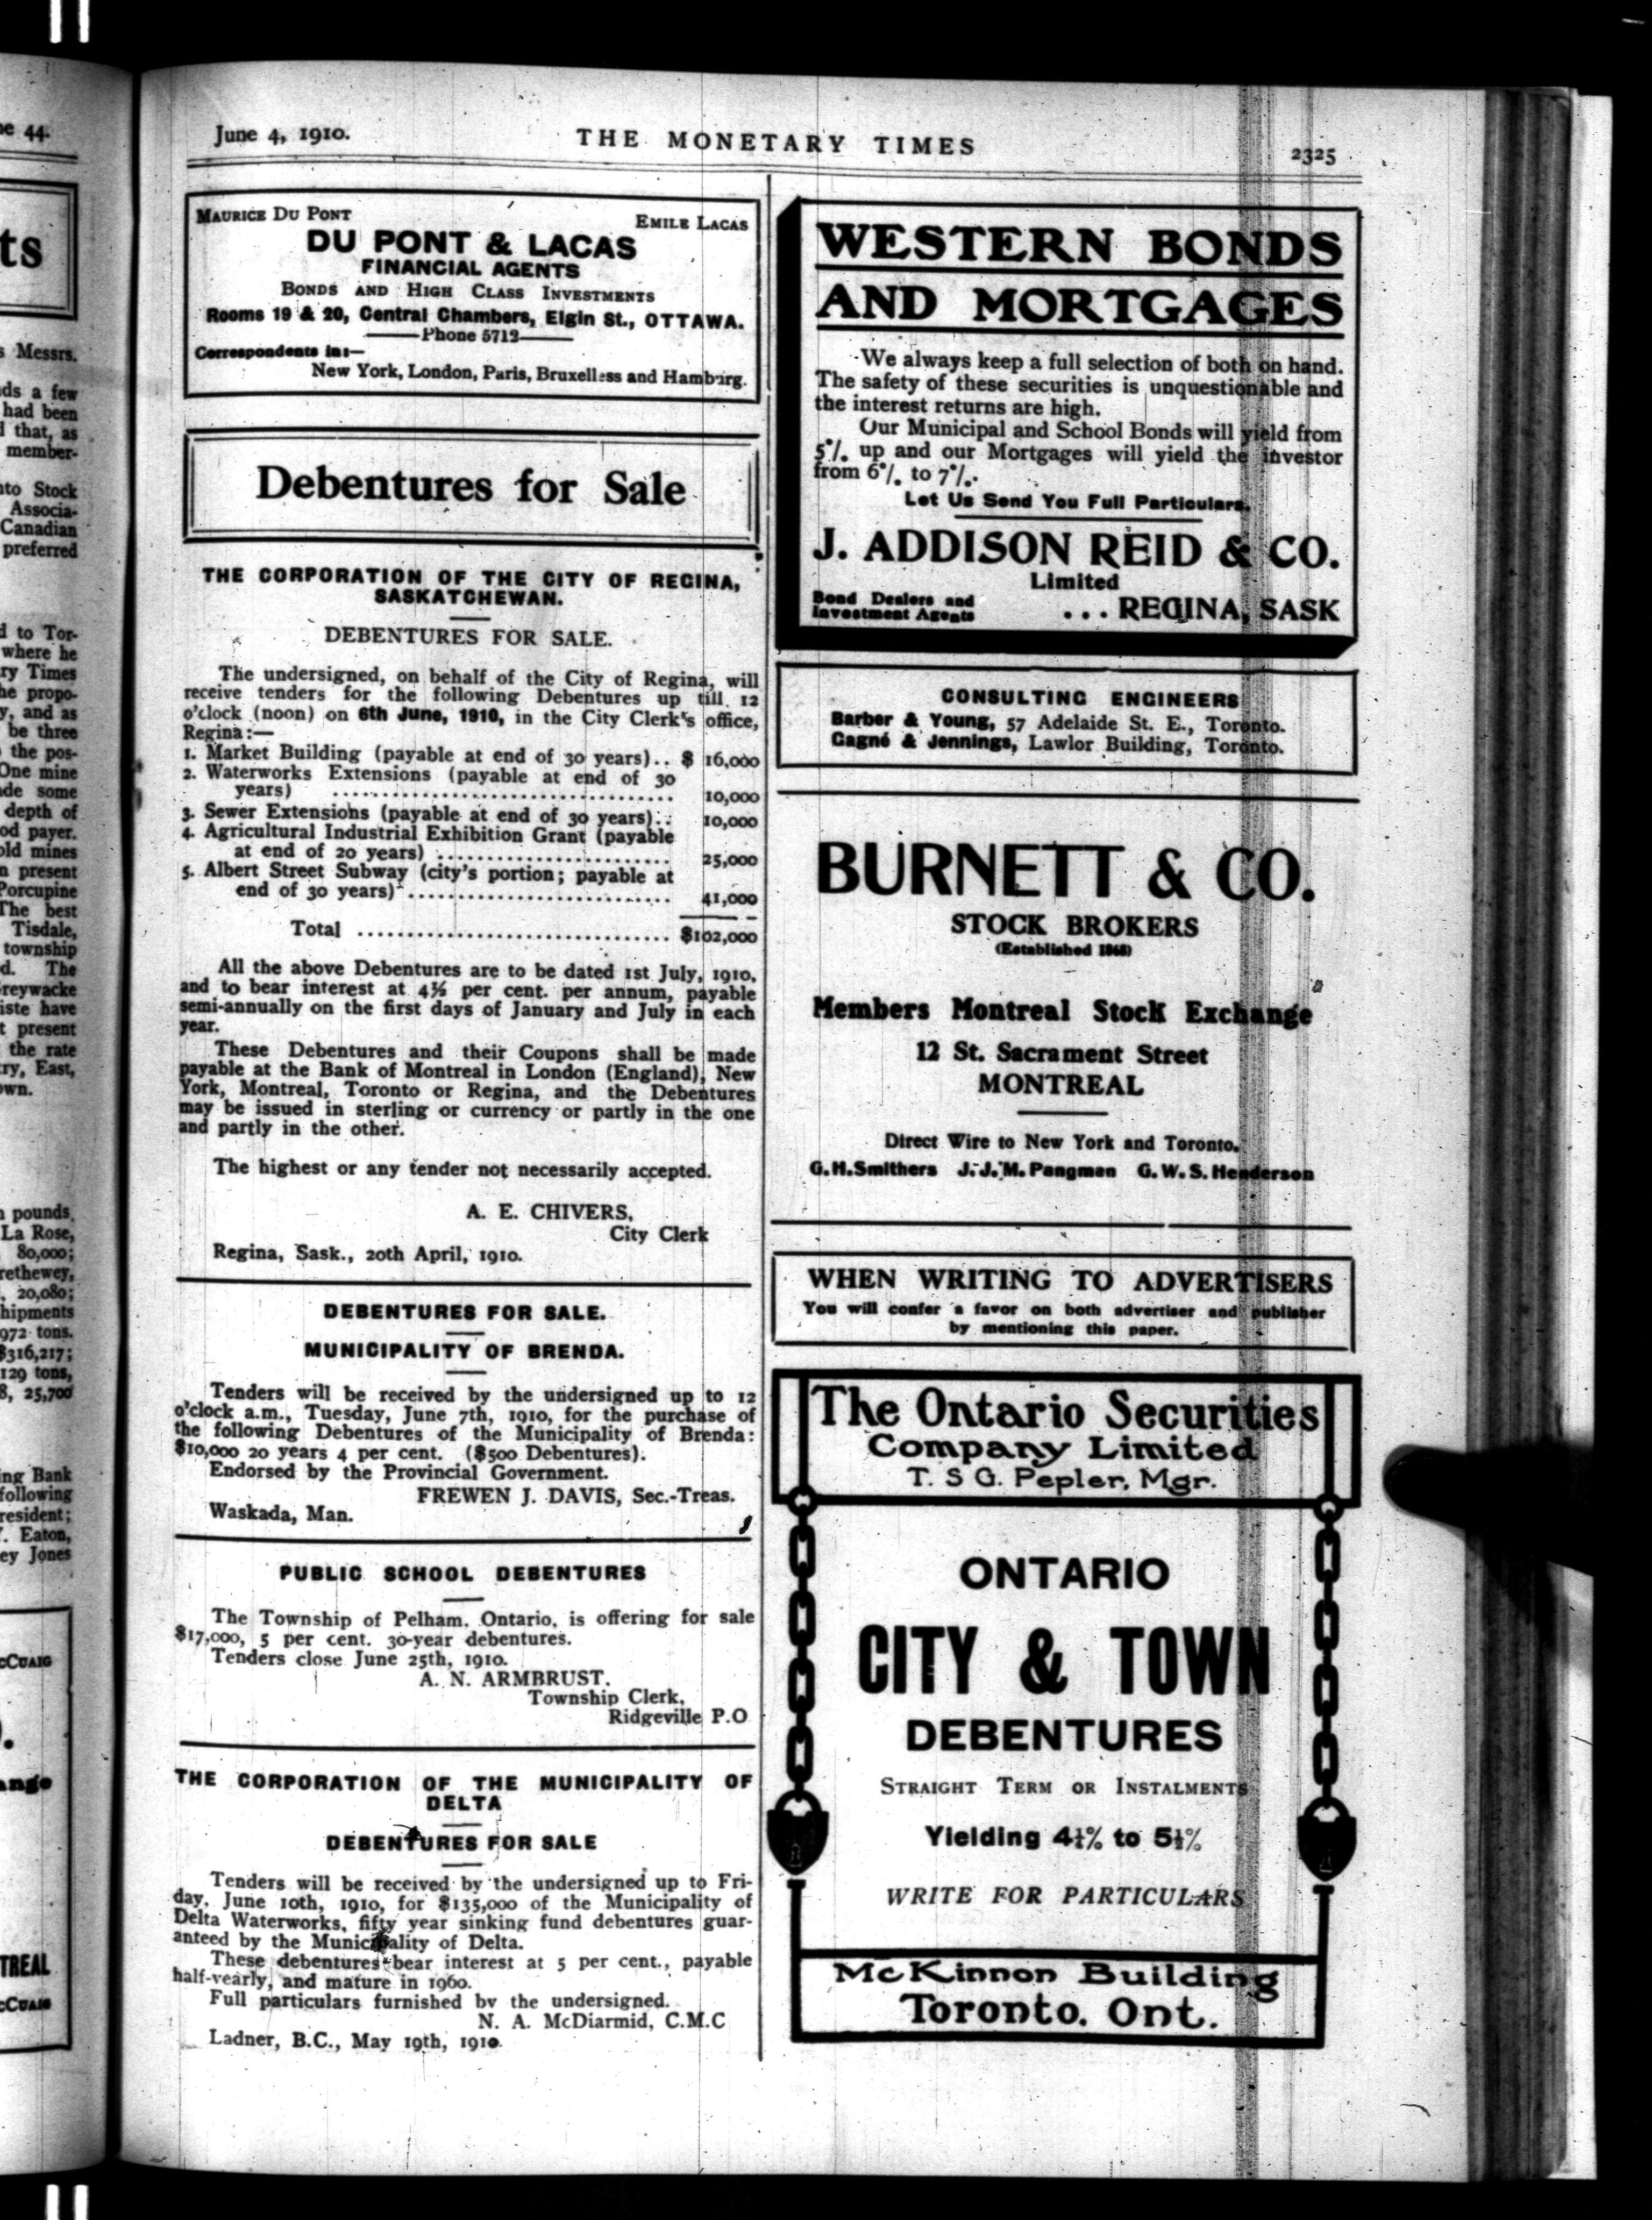 June 4, 1910.
THE MONETARY TIMES
2325
MAURICE DU PONT
EMILE LACAS
DU PONT & LACAS
FINANCIAL AGENTS
BONDS AND HIGH CLASS INVESTMENTS
Rooms 19 & 20, Central Chambers, Elgin St., OTTAWA.
Phone 5712
Correspondents in:—
New York, London, Paris, Bruxelless and Hamburg.
Debentures for Sale
THE CORPORATION OF THE CITY OF REGINA,
SASKATCHEWAN.
DEBENTURES FOR SALE.
The undersigned, on behalf of the City of Regina, will
receive tenders for the following Debentures up till 12
o'clock (noon) on 6th June, 1910, in the City Clerk's office,
Regina:—
1. Market Building (payable at end of 30 years).. $ 16,000
2. Waterworks Extensions (payable at end of 30
years) .................................... 10,000
3. Sewer Extensions (payable at end of 30 years).. 10,000
4. Agricultural Industrial Exhibition Grant (payable
at end of 20 years) ......................... 25,000
5. Albert Street Subway (city's portion; payable at
end of 30 years) ............................ 41,000
Total ................................. $102,000
All the above Debentures are to be dated 1st July, 1910,
and to bear interest at 4½ per cent. per annum, payable
semi-annually on the first days of January and July in each
year.
These Debentures and their Coupons shall be made
payable at the Bank of Montreal in London (England), New
York, Montreal, Toronto or Regina, and the Debentures
may be issued in sterling or currency or partly in the one
and partly in the other.
The highest or any tender not necessarily accepted.
A. E. CHIVERS,
City Clerk
Regina, Sask., 20th April, 1910.
DEBENTURES FOR SALE.
MUNICIPALITY OF BRENDA.
Tenders will be received by the undersigned up to 12
o'clock a.m., Tuesday, June 7th, 1910, for the purchase of
the following Debentures of the Municipality of Brenda:
$10,000 20 years 4 per cent. ($500 Debentures).
Endorsed by the Provincial Government.
FREWEN J. DAVIS, Sec.-Treas.
Waskada, Man.
PUBLIC SCHOOL DEBENTURES
The Township of Pelham, Ontario, is offering for sale
$17,000, 5 per cent. 30-year debentures.
Tenders close June 25th, 1910.
A. N. ARMBRUST.
Township Clerk,
Ridgeville P.O
THE CORPORATION OF THE MUNICIPALITY OF
DELTA
DEBENTURES FOR SALE
Tenders will be received by the undersigned up to Fri-
day, June 10th, 1910, for $135,000 of the Municipality of
Delta Waterworks, fifty year sinking fund debentures guar-
anteed by the Municipality of Delta.
These debentures bear interest at 5 per cent., payable
half-yearly, and mature in 1960.
Full particulars furnished by the undersigned.
N. A. McDiarmid, C.M.C
Ladner, B.C., May 19th, 1910.
WESTERN BONDS
AND MORTGAGES
We always keep a full selection of both on hand.
The safety of these securities is unquestionable and
the interest returns are high.
Our Municipal and School Bonds will yield from
5% up and our Mortgages will yield the investor
from 6% to 7%.
Let Us Send You Full Particulars.
J. ADDISON REID & CO.
Limited
Bond Dealers and
Investment Agents
... REGINA, SASK
CONSULTING ENGINEERS
Barber & Young, 57 Adelaide St. E., Toronto.
Cagné & Jennings, Lawlor Building, Toronto.
BURNETT & CO.
STOCK BROKERS
(Established 1868)
Members Montreal Stock Exchange
12 St. Sacrament Street
MONTREAL
Direct Wire to New York and Toronto.
G.H.Smithers J.J.M.Pangman G.W.S.Henderson
WHEN WRITING TO ADVERTISERS
You will confer a favor on both advertiser and publisher
by mentioning this paper.
The Ontario Securities
Company Limited
T. S G. Pepler, Mgr.
ONTARIO
CITY & TOWN
DEBENTURES
STRAIGHT TERM OR INSTALMENTS
Yielding 4¼% to 5½%
WRITE FOR PARTICULARS
McKinnon Building
Toronto. Ont.